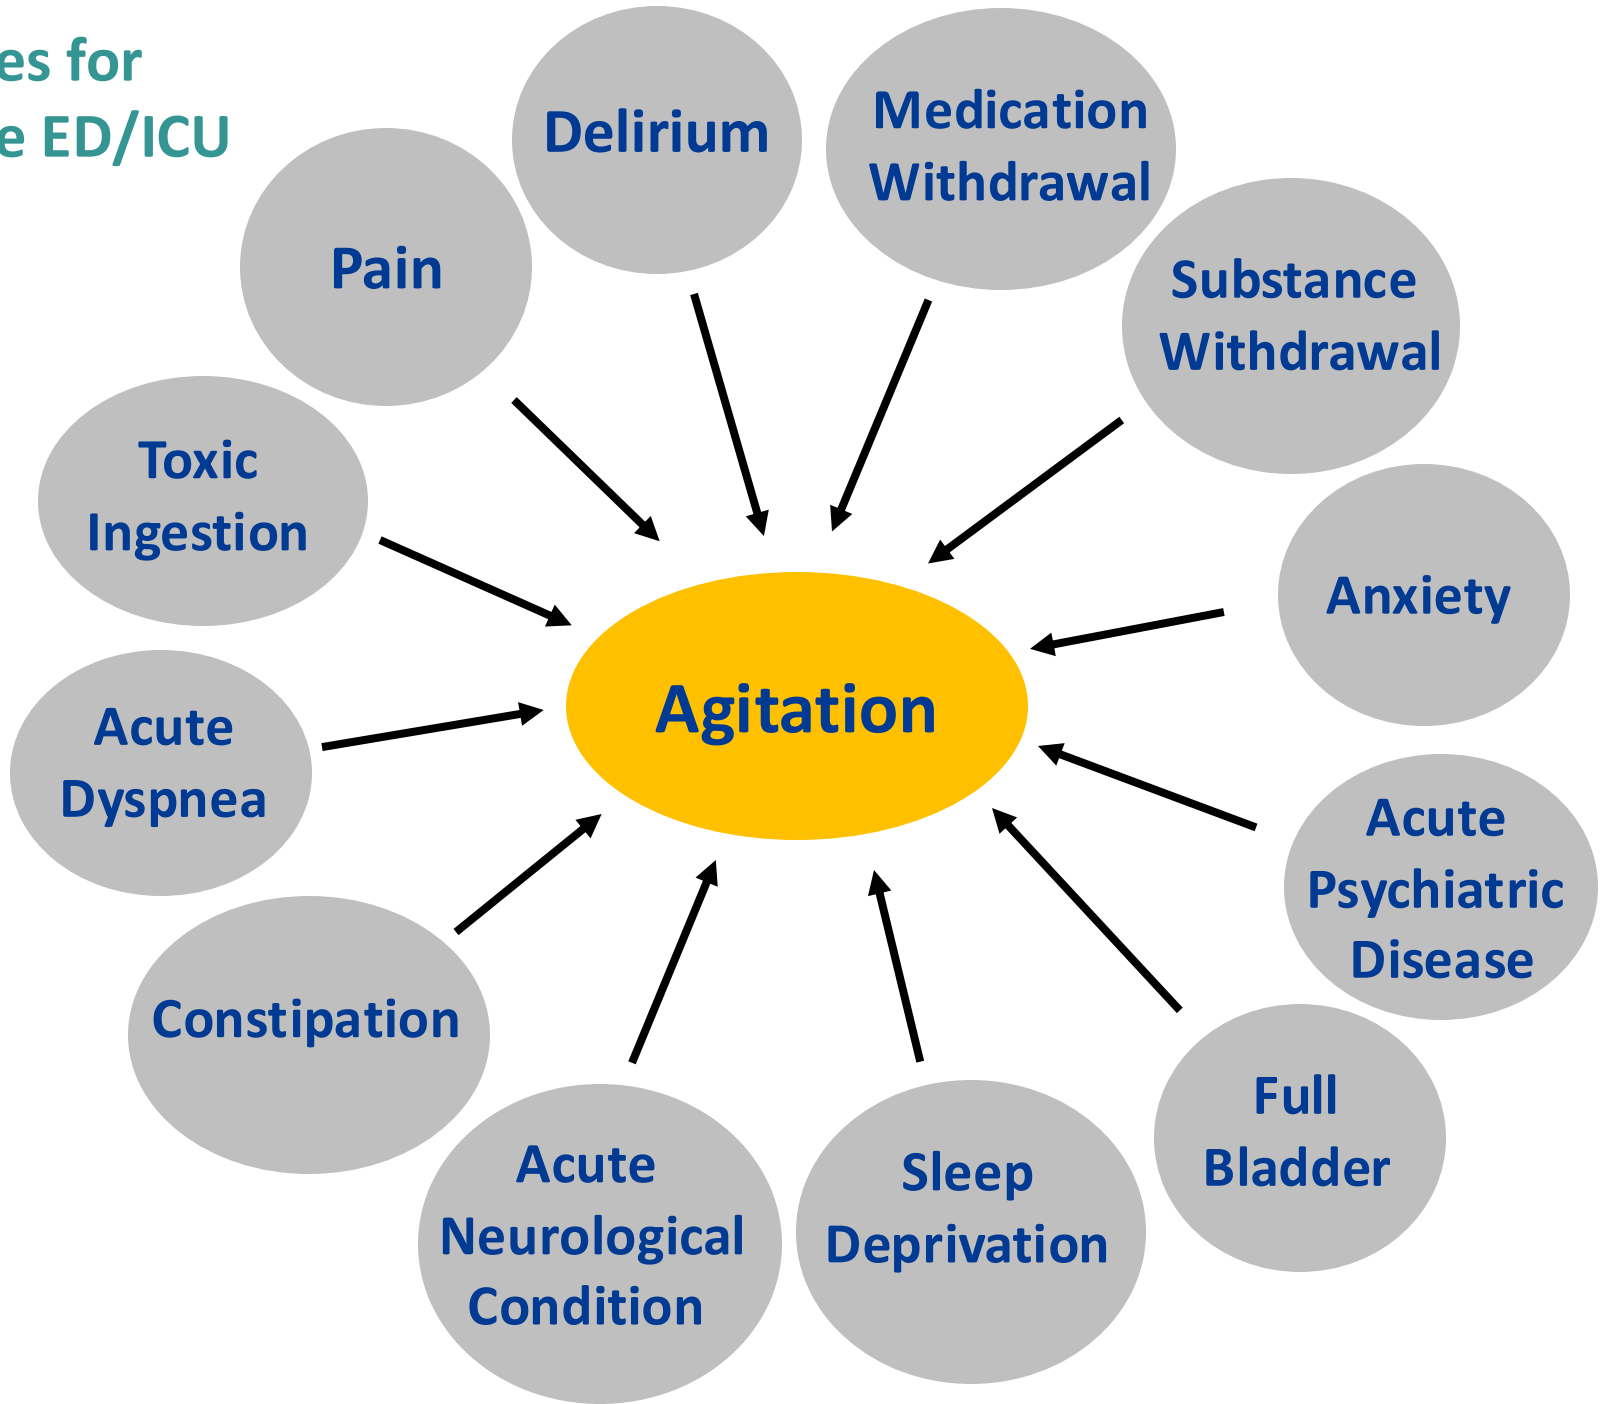 es for
e ED/ICU
Delirium
Medication
Withdrawal
Pain
Substance
Withdrawal
Toxic
Ingestion
Anxiety
Agitation
Acute
Dyspnea
Acute
Psychiatric
Disease
Constipation
Full
Bladder
Acute
Neurological
Condition
Sleep
Deprivation